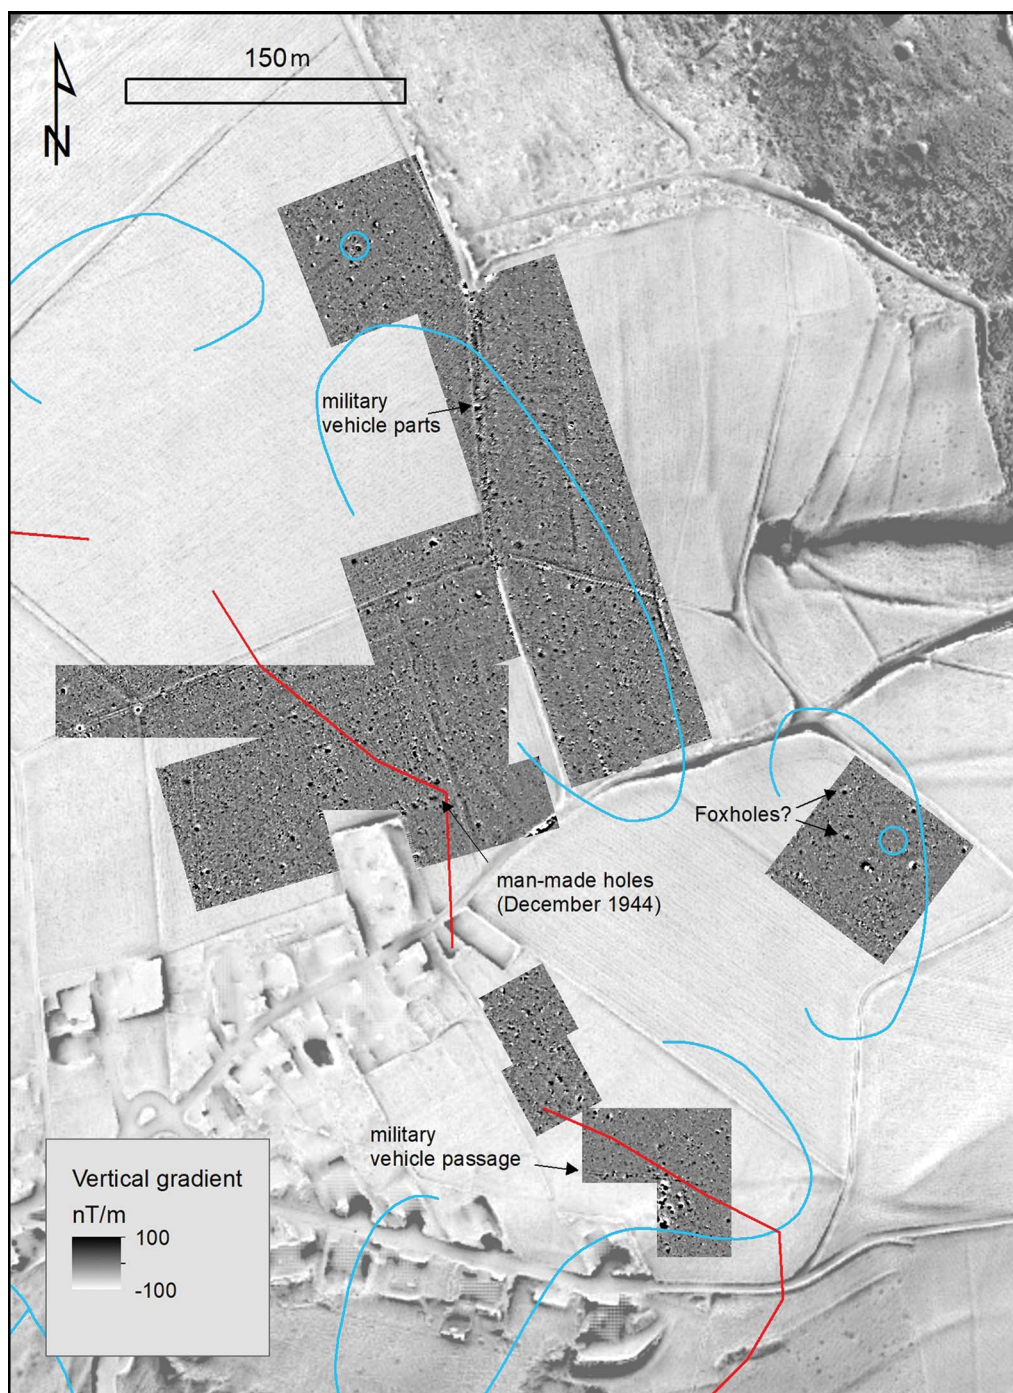 150 m
N
military
vehicle parts
Foxholes?
man-made holes
(December 1944)
military
vehicle passage
Vertical gradient
nT/m
100
-100